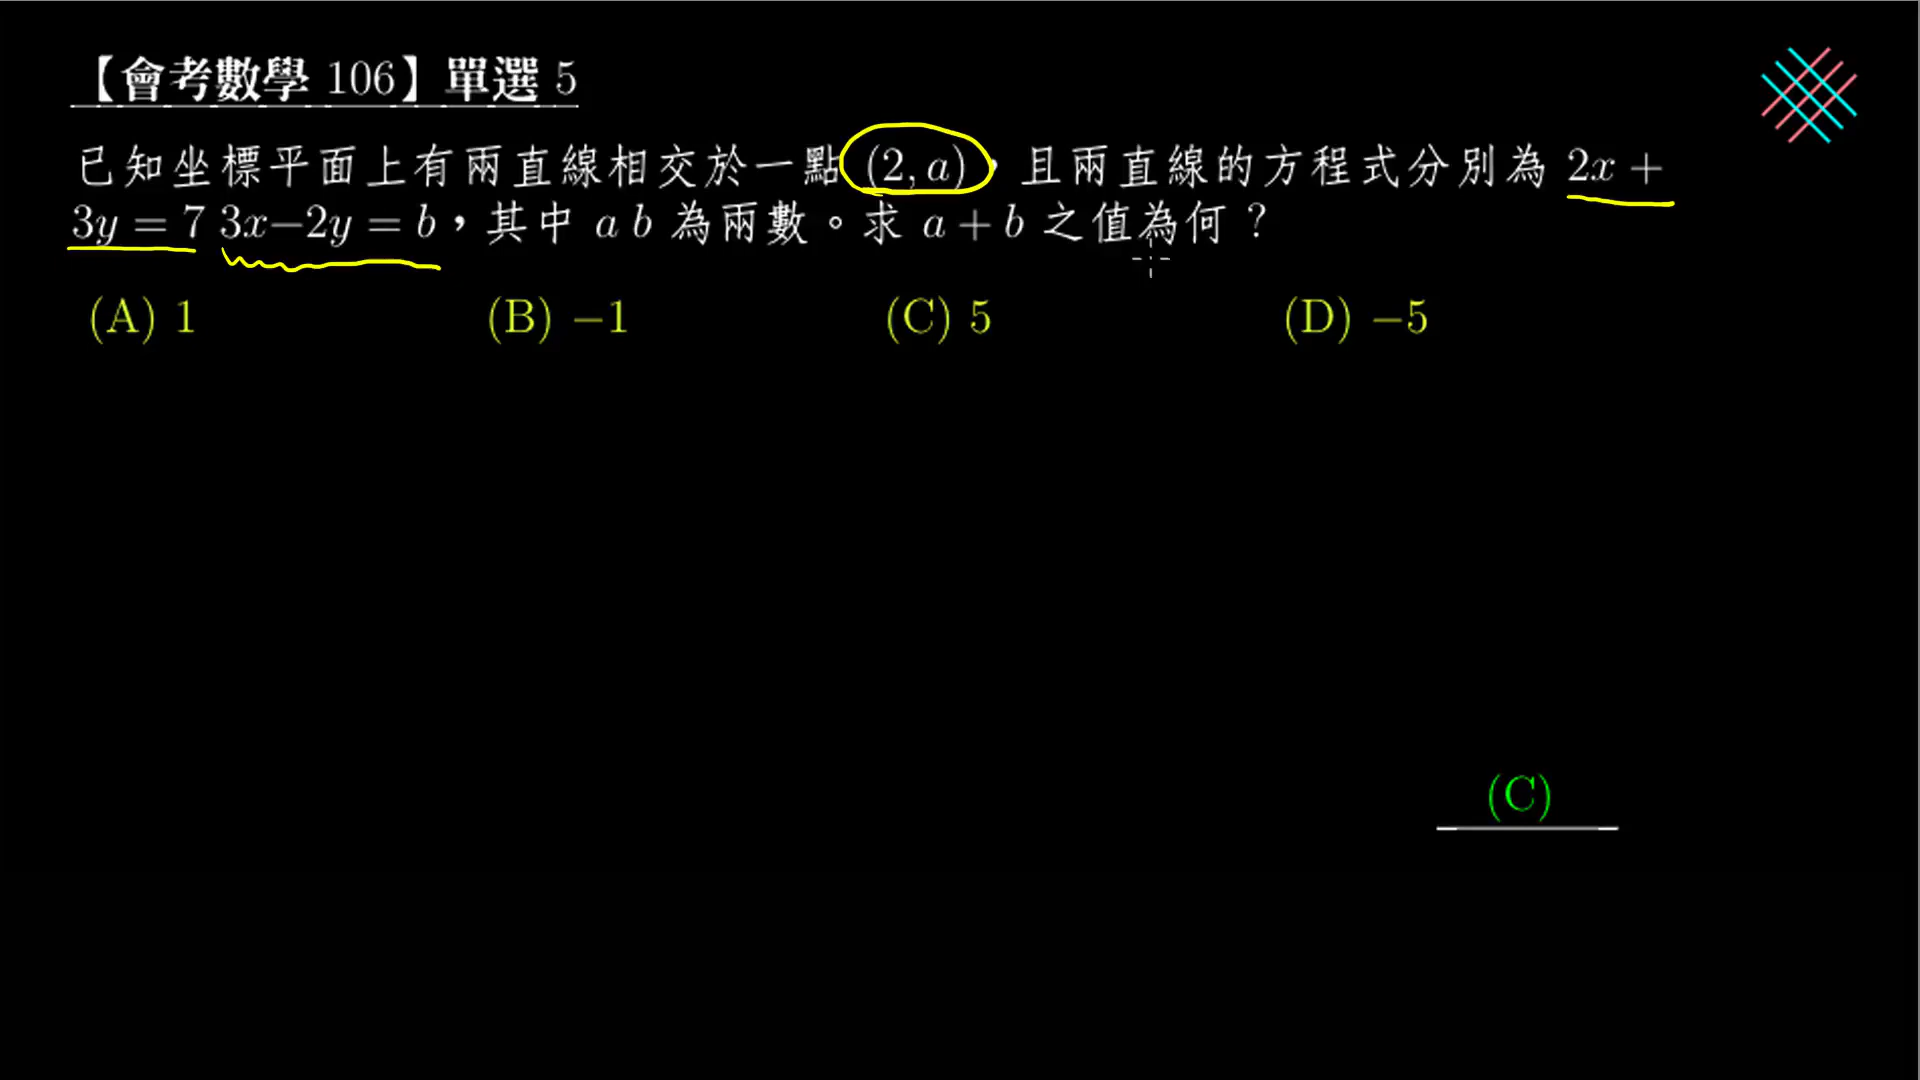 【會考數學 106】單選 5
已知坐標平面上有兩直線相交於一點 (2, a),且兩直線的方程式分別為 2x +
3y = 7 3x−2y = b,其中 a b 為兩數。求 a + b 之值為何?
(A) 1 (B) −1 (C) 5 (D) −5
(C)